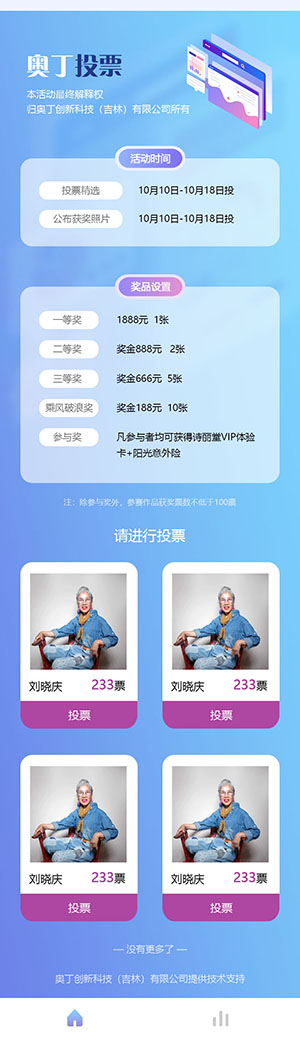 奥丁投票
本活动最终解释权
归奥丁创新科技（吉林）有限公司所有
活动时间
投票精选 10月10日-10月18日投
公布获奖照片 10月10日-10月18日投
奖品设置
一等奖 1888元 1张
二等奖 奖金888元 2张
三等奖 奖金666元 5张
乘风破浪奖 奖金188元 10张
参与奖 凡参与者均可获得诗丽堂VIP体验
卡+阳光意外险
注：除参与奖外，参赛作品获奖票数不低于100票
请进行投票
刘晓庆 233票 刘晓庆 233票
投票 投票
刘晓庆 233票 刘晓庆 233票
投票 投票
— 没有更多了 —
奥丁创新科技（吉林）有限公司提供技术支持